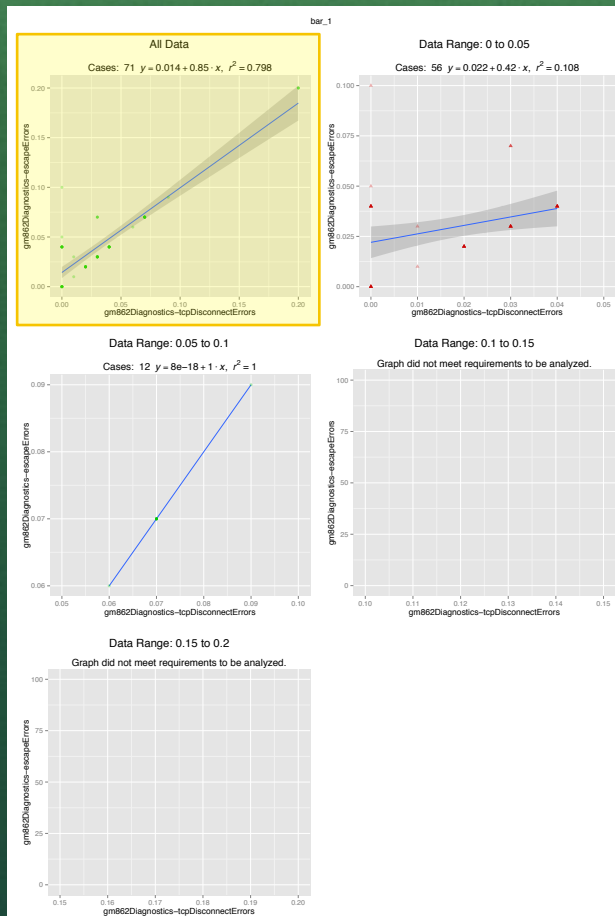 bar_1
All Data
Cases: 71 y = 0.014 + 0.85 · x, r² = 0.798
gm862Diagnostics−escapeErrors
0.20
0.15
0.10
0.05
0.00
0.00 0.05 0.10 0.15 0.20
gm862Diagnostics−tcpDisconnectErrors
Data Range: 0 to 0.05
Cases: 56 y = 0.022 + 0.42 · x, r² = 0.108
gm862Diagnostics−escapeErrors
0.100
0.075
0.050
0.025
0.000
0.00 0.01 0.02 0.03 0.04 0.05
gm862Diagnostics−tcpDisconnectErrors
Data Range: 0.05 to 0.1
Cases: 12 y = 8e−18 + 1 · x, r² = 1
gm862Diagnostics−escapeErrors
0.09
0.08
0.07
0.06
0.05 0.06 0.07 0.08 0.09 0.10
gm862Diagnostics−tcpDisconnectErrors
Data Range: 0.1 to 0.15
Graph did not meet requirements to be analyzed.
gm862Diagnostics−escapeErrors
100
75
50
25
0
0.10 0.11 0.12 0.13 0.14 0.15
gm862Diagnostics−tcpDisconnectErrors
Data Range: 0.15 to 0.2
Graph did not meet requirements to be analyzed.
gm862Diagnostics−escapeErrors
100
75
50
25
0
0.15 0.16 0.17 0.18 0.19 0.20
gm862Diagnostics−tcpDisconnectErrors